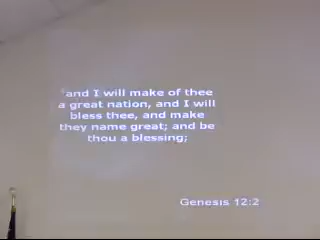 and I will make of thee
a great nation, and I will
bless thee, and make
they name great; and be
thou a blessing;
Genesis 12:2